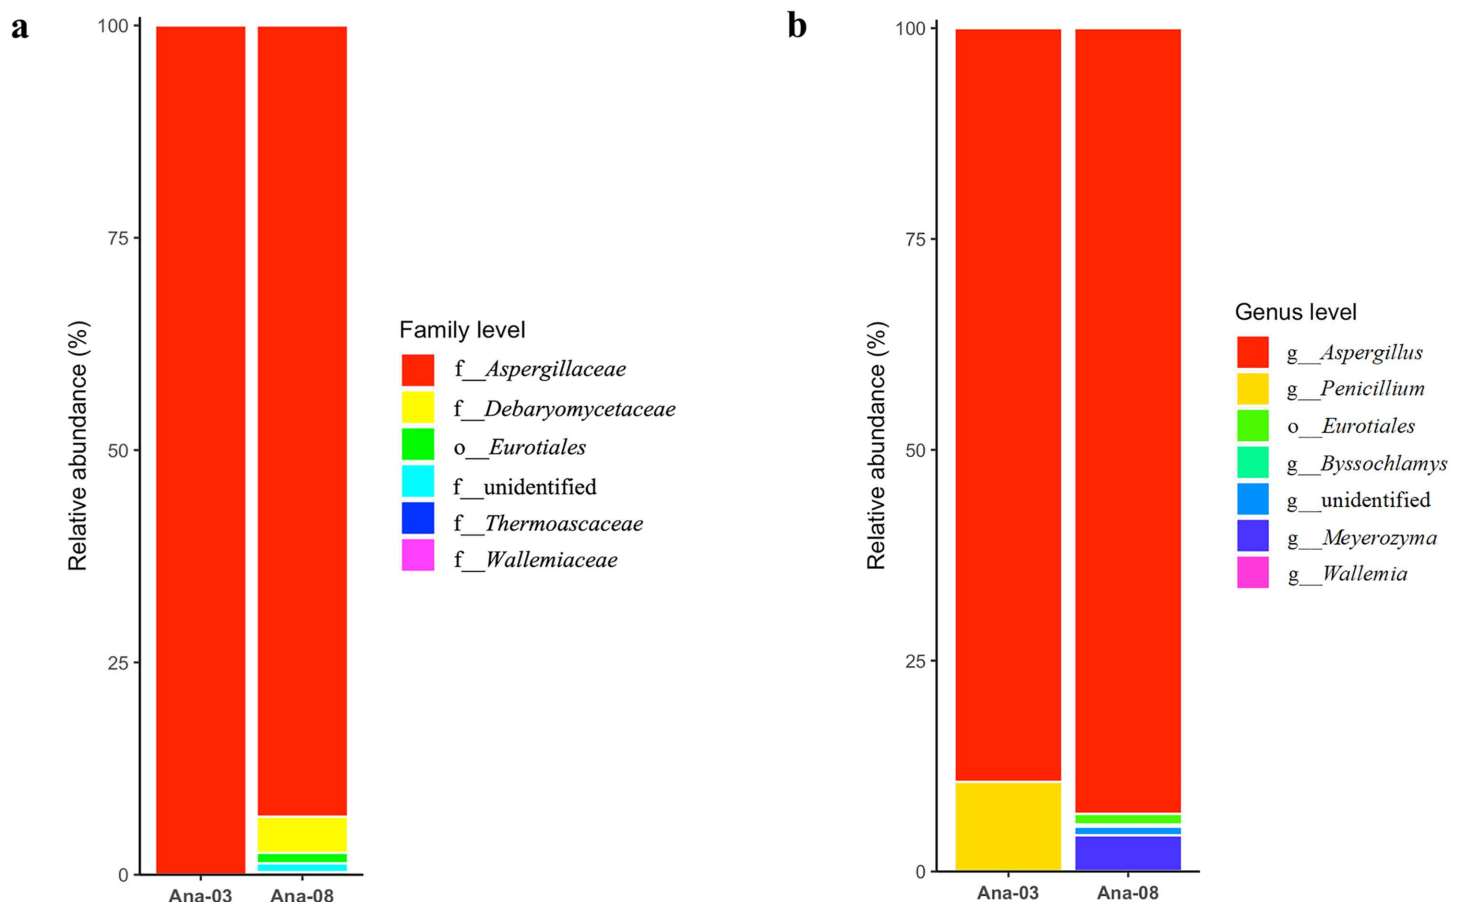 a
Relative abundance (%)
100
75
50
25
0
Ana-03 Ana-08
Family level
f__Aspergillaceae
f__Debaryomycetaceae
o__Eurotiales
f__unidentified
f__Thermoascaceae
f__Wallemiaceae
b
Relative abundance (%)
100
75
50
25
0
Ana-03 Ana-08
Genus level
g__Aspergillus
g__Penicillium
o__Eurotiales
g__Byssochlamys
g__unidentified
g__Meyerozyma
g__Wallemia